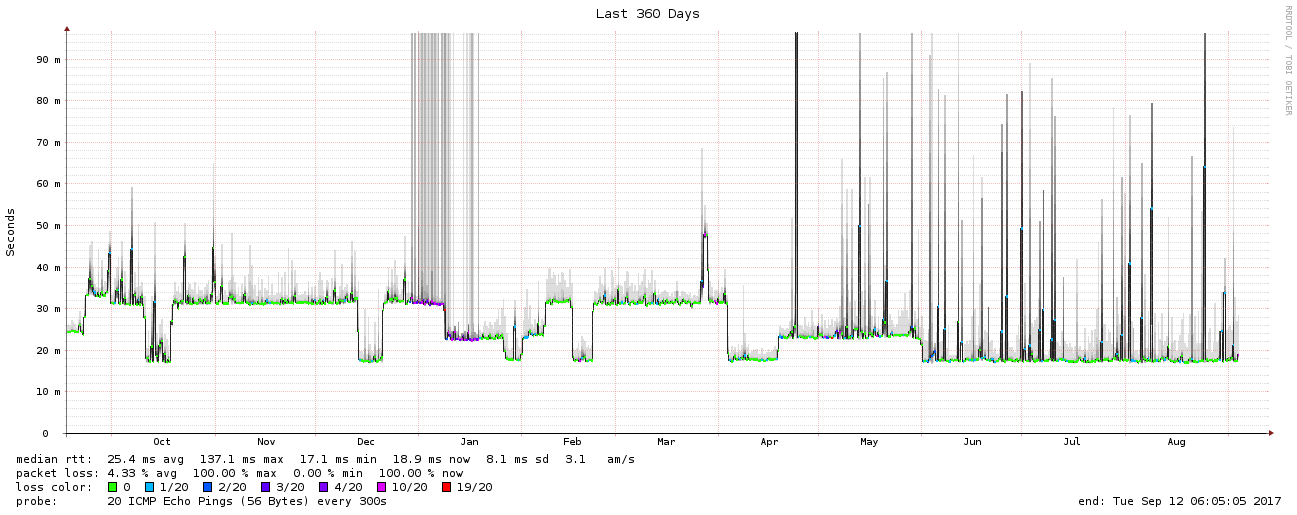 Last 360 Days
RRDTOOL / TOBI OETIKER
Seconds
90 m
80 m
70 m
60 m
50 m
40 m
30 m
20 m
10 m
0
Oct Nov Dec Jan Feb Mar Apr May Jun Jul Aug
median rtt: 25.4 ms avg 137.1 ms max 17.1 ms min 18.9 ms now 8.1 ms sd 3.1 am/s
packet loss: 4.33 % avg 100.00 % max 0.00 % min 100.00 % now
loss color: 0 1/20 2/20 3/20 4/20 10/20 19/20
probe: 20 ICMP Echo Pings (56 Bytes) every 300s end: Tue Sep 12 06:05:05 2017